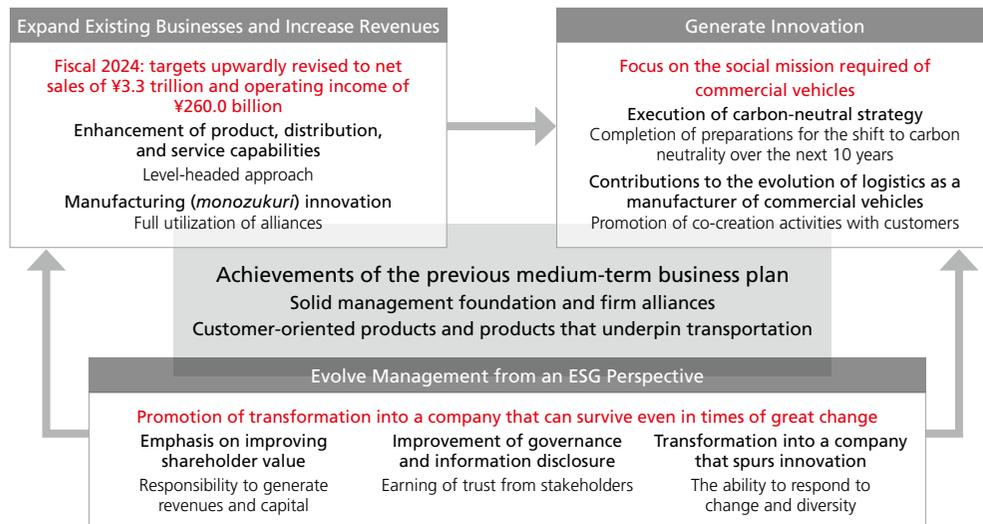 Expand Existing Businesses and Increase Revenues
Fiscal 2024: targets upwardly revised to net
sales of ¥3.3 trillion and operating income of
¥260.0 billion
Enhancement of product, distribution,
and service capabilities
Level-headed approach
Manufacturing (monozukuri) innovation
Full utilization of alliances
Generate Innovation
Focus on the social mission required of
commercial vehicles
Execution of carbon-neutral strategy
Completion of preparations for the shift to carbon
neutrality over the next 10 years
Contributions to the evolution of logistics as a
manufacturer of commercial vehicles
Promotion of co-creation activities with customers
Achievements of the previous medium-term business plan
Solid management foundation and firm alliances
Customer-oriented products and products that underpin transportation
Evolve Management from an ESG Perspective
Promotion of transformation into a company that can survive even in times of great change
Emphasis on improving
shareholder value
Responsibility to generate
revenues and capital
Improvement of governance
and information disclosure
Earning of trust from stakeholders
Transformation into a company
that spurs innovation
The ability to respond to
change and diversity